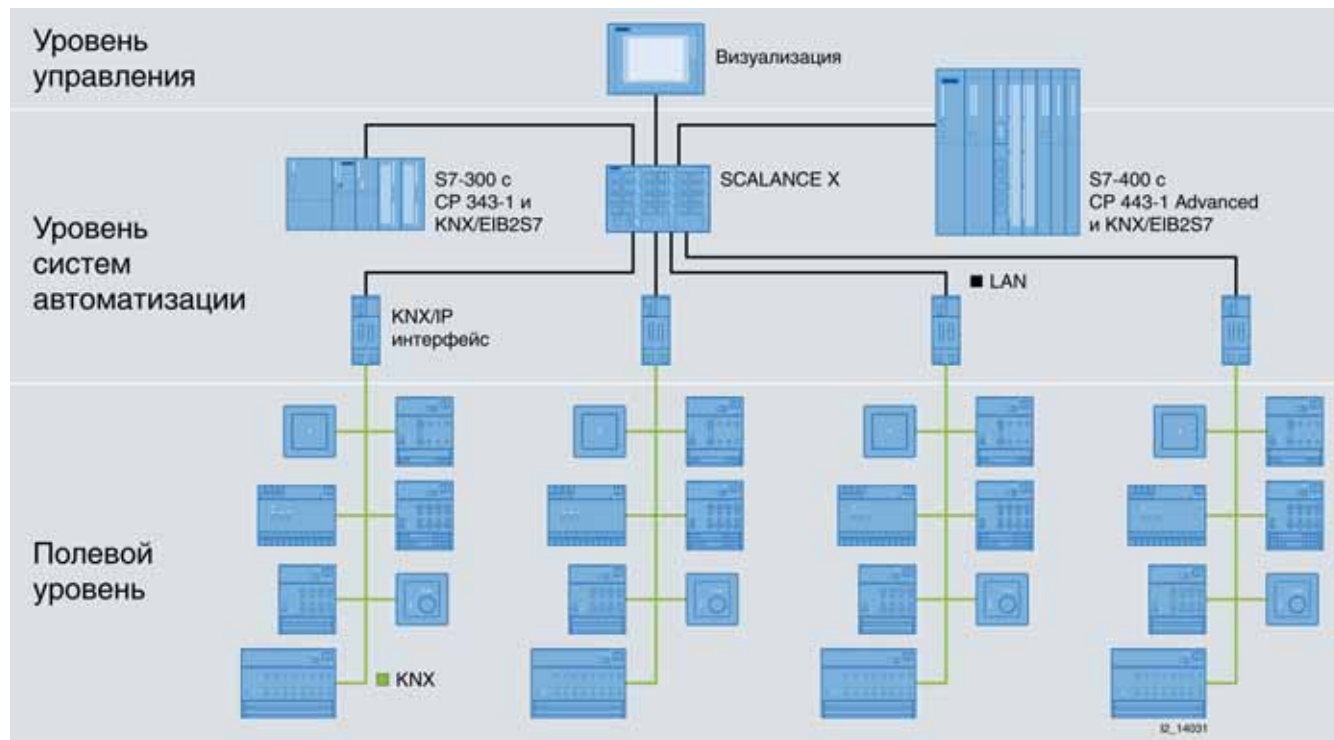 Уровень
управления
Визуализация
S7-300 с
CP 343-1 и
KNX/EIB2S7
SCALANCE X
S7-400 с
CP 443-1 Advanced
и KNX/EIB2S7
Уровень
систем
автоматизации
LAN
KNX/IP
интерфейс
Полевой
уровень
KNX
I2_14031